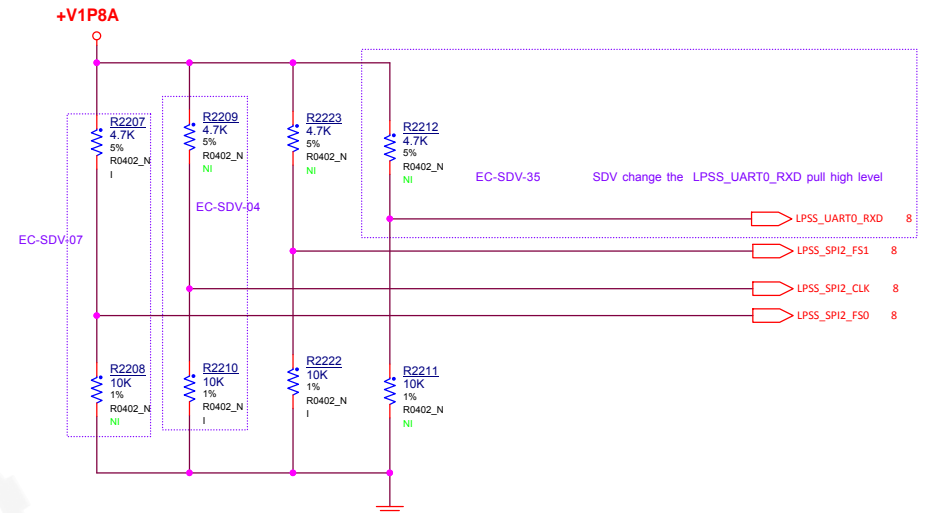 +V1P8A
R2207
4.7K
5%
R0402_N
I
R2209
4.7K
5%
R0402_N
NI
R2223
4.7K
5%
R0402_N
NI
R2212
4.7K
5%
R0402_N
NI
EC-SDV-35 SDV change the LPSS_UART0_RXD pull high level
EC-SDV-04
EC-SDV-07
LPSS_UART0_RXD 8
LPSS_SPI2_FS1 8
LPSS_SPI2_CLK 8
LPSS_SPI2_FS0 8
R2208
10K
1%
R0402_N
NI
R2210
10K
1%
R0402_N
I
R2222
10K
1%
R0402_N
I
R2211
10K
1%
R0402_N
NI